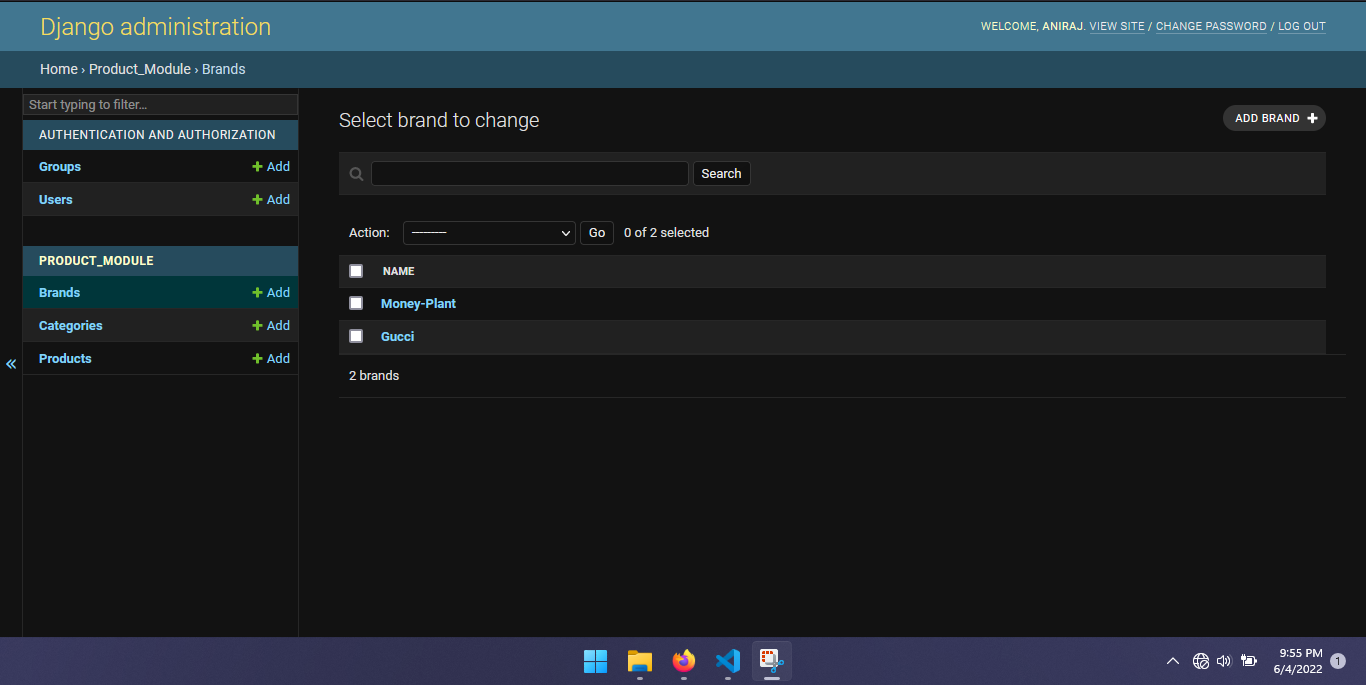 Django administration
WELCOME, ANIRAJ. VIEW SITE / CHANGE PASSWORD / LOG OUT
Home › Product_Module › Brands
Start typing to filter...
AUTHENTICATION AND AUTHORIZATION
Groups + Add
Users + Add
PRODUCT_MODULE
Brands + Add
Categories + Add
Products + Add
«
Select brand to change
ADD BRAND +
Search
Action: --------- Go 0 of 2 selected
NAME
Money-Plant
Gucci
2 brands
9:55 PM
6/4/2022
1